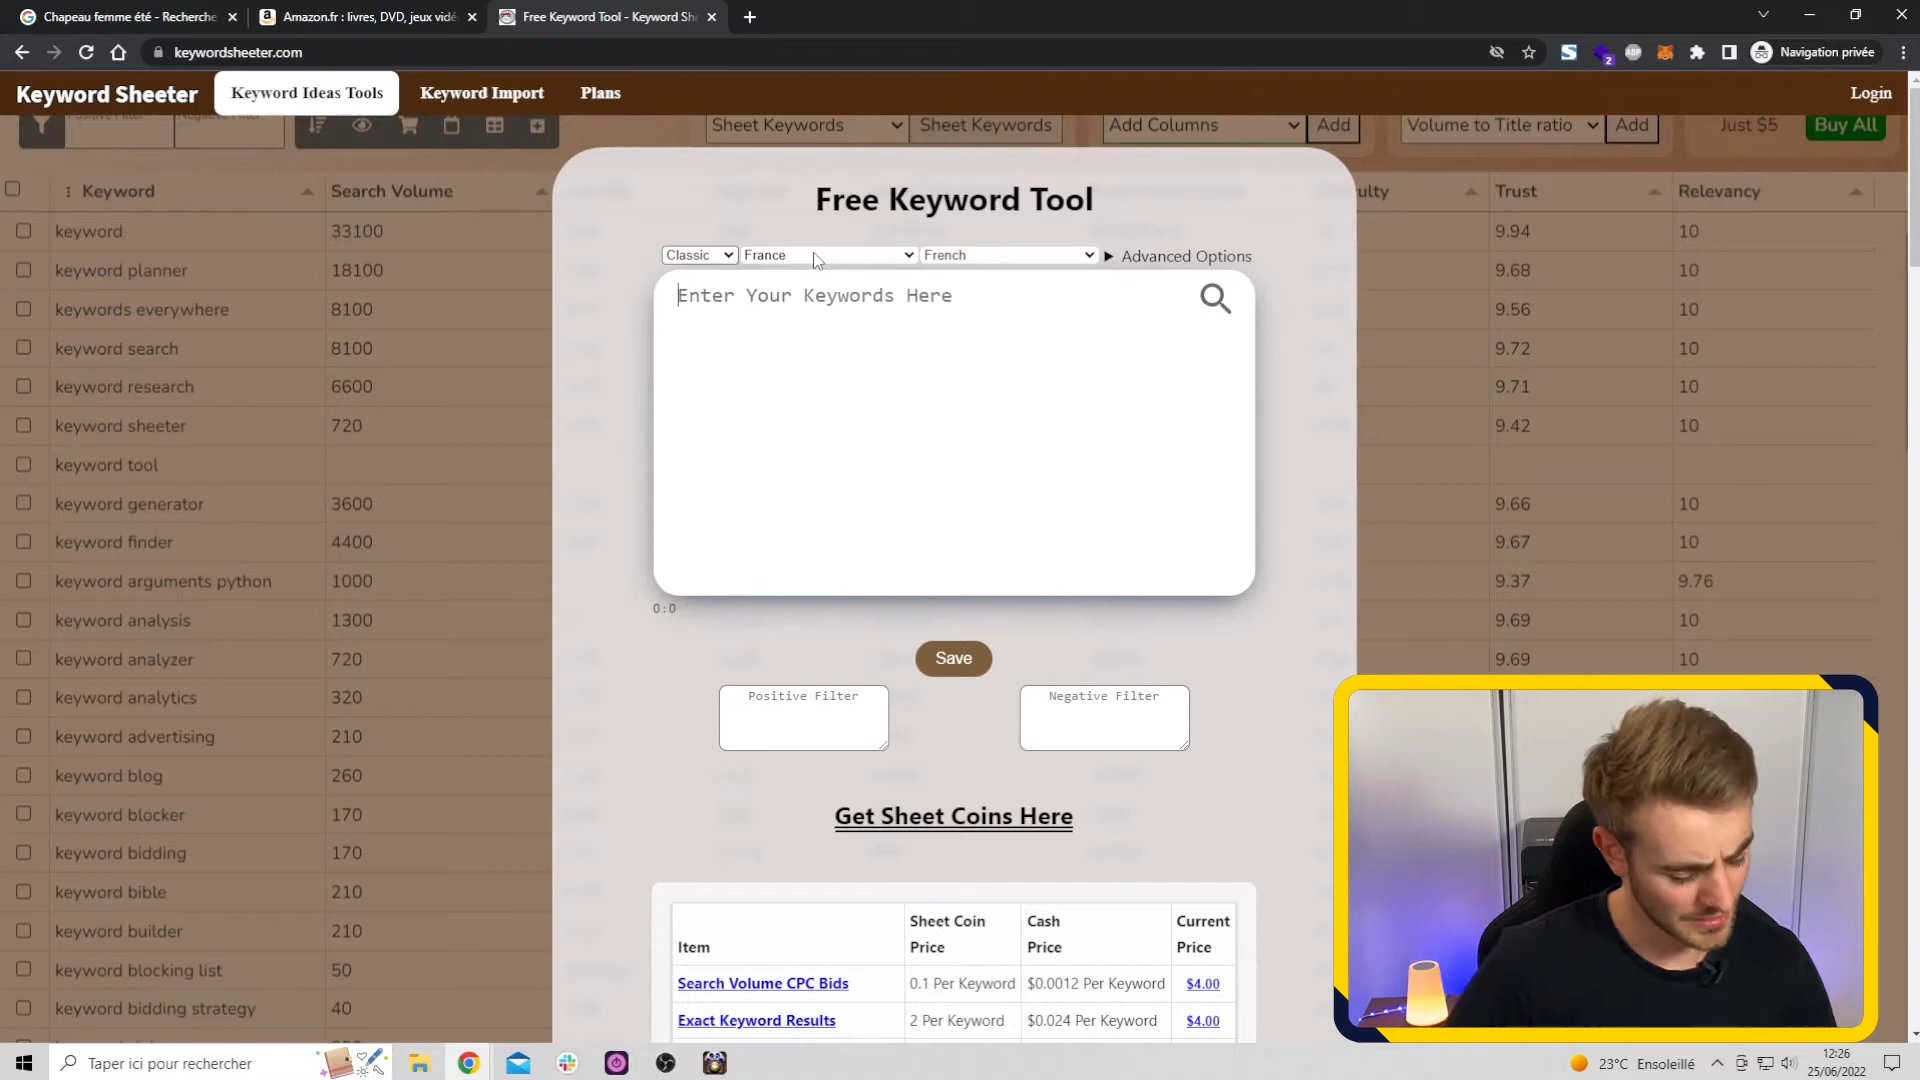 Chapeau femme été - Recherche
Amazon.fr : livres, DVD, jeux vidé
Free Keyword Tool - Keyword She
keywordsheeter.com
2
ABP
Navigation privée
Keyword Sheeter
Keyword Ideas Tools
Keyword Import
Plans
Login
Positive Filter
Negative Filter
Sheet Keywords
Sheet Keywords
Add Columns
Add
Volume to Title ratio
Add
Just $5
Buy All
Keyword
Search Volume
Trust
Relevancy
keyword 33100 9.94 10
keyword planner 18100 9.68 10
keywords everywhere 8100 9.56 10
keyword search 8100 9.72 10
keyword research 6600 9.71 10
keyword sheeter 720 9.42 10
keyword tool
keyword generator 3600 9.66 10
keyword finder 4400 9.67 10
keyword arguments python 1000 9.37 9.76
keyword analysis 1300 9.69 10
keyword analyzer 720 9.69 10
keyword analytics 320
keyword advertising 210
keyword blog 260
keyword blocker 170
keyword bidding 170
keyword bible 210
keyword builder 210
keyword blocking list 50
keyword bidding strategy 40
Free Keyword Tool
Classic
France
French
Advanced Options
Enter Your Keywords Here
0:0
Save
Positive Filter
Negative Filter
Get Sheet Coins Here
Item
Sheet Coin Price
Cash Price
Current Price
Search Volume CPC Bids 0.1 Per Keyword $0.0012 Per Keyword $4.00
Exact Keyword Results 2 Per Keyword $0.024 Per Keyword $4.00
Taper ici pour rechercher
23°C Ensoleillé
12:26
25/06/2022